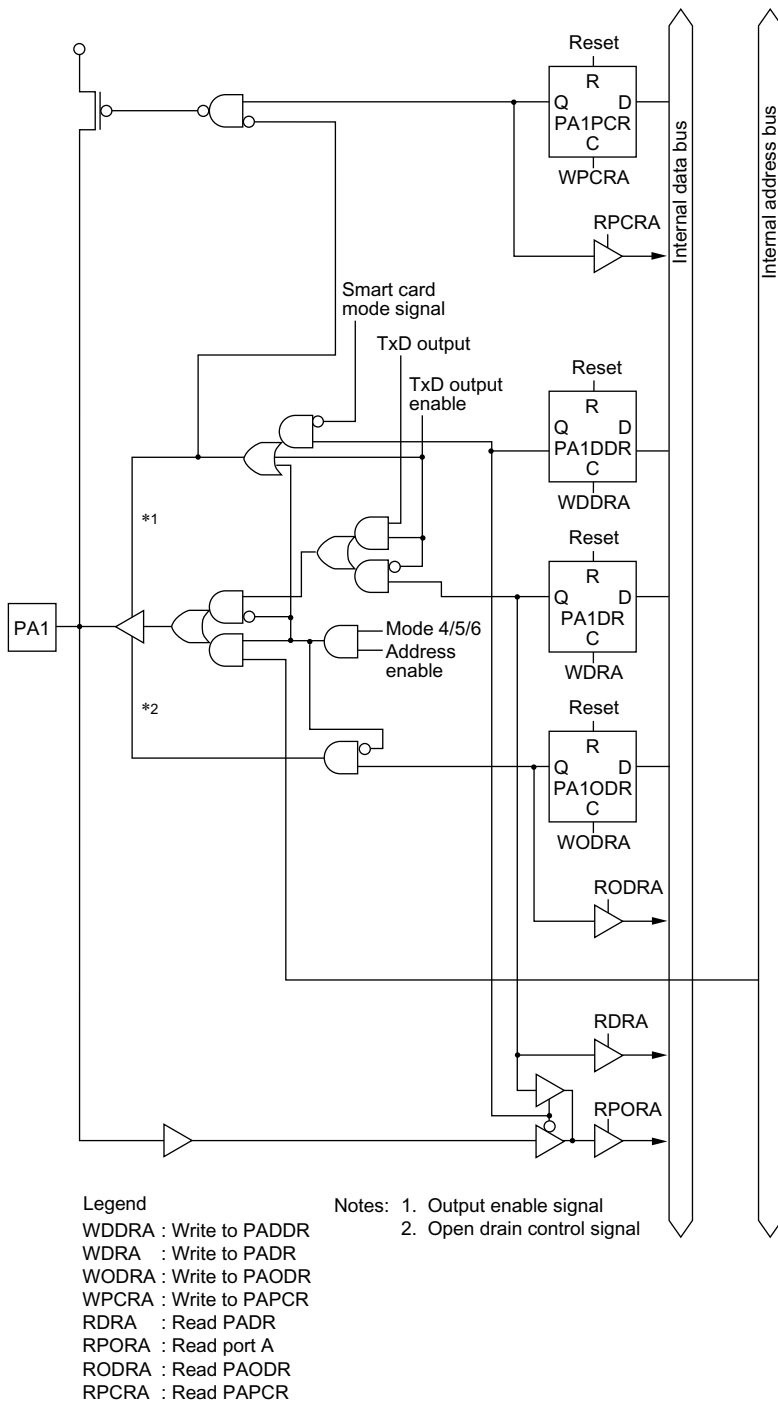 Reset
R
Q D
PA1PCR
C
WPCRA
Internal data bus
Internal address bus
RPCRA
Smart card
mode signal
TxD output
TxD output
enable
Reset
R
Q D
PA1DDR
C
WDDRA
*1
Reset
R
Q D
PA1DR
C
WDRA
PA1
Mode 4/5/6
Address
enable
*2
Reset
R
Q D
PA1ODR
C
WODRA
RODRA
RDRA
RPORA
Legend
WDDRA : Write to PADDR
WDRA : Write to PADR
WODRA : Write to PAODR
WPCRA : Write to PAPCR
RDRA : Read PADR
RPORA : Read port A
RODRA : Read PAODR
RPCRA : Read PAPCR
Notes: 1. Output enable signal
2. Open drain control signal